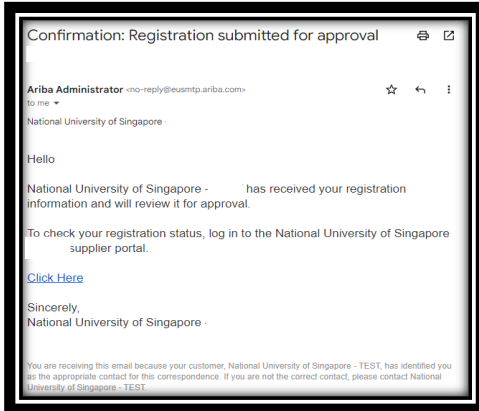 Confirmation: Registration submitted for approval
Ariba Administrator <no-reply@eusmtp.ariba.com>
to me
National University of Singapore -
Hello
National University of Singapore - has received your registration
information and will review it for approval.
To check your registration status, log in to the National University of Singapore
supplier portal.
Click Here
Sincerely,
National University of Singapore -
You are receiving this email because your customer, National University of Singapore - TEST, has identified you
as the appropriate contact for this correspondence. If you are not the correct contact, please contact National
University of Singapore - TEST.